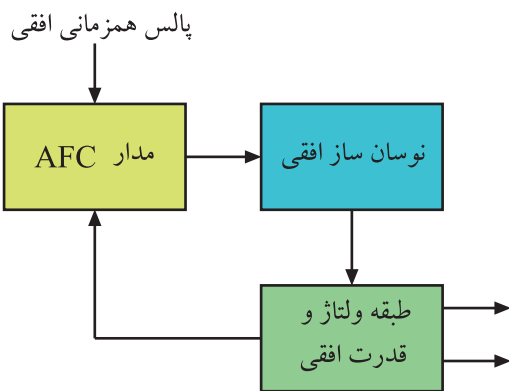 پالس همزمانی افقی
مدار AFC
نوسان ساز افقی
طبقه ولتاژ و
قدرت افقی